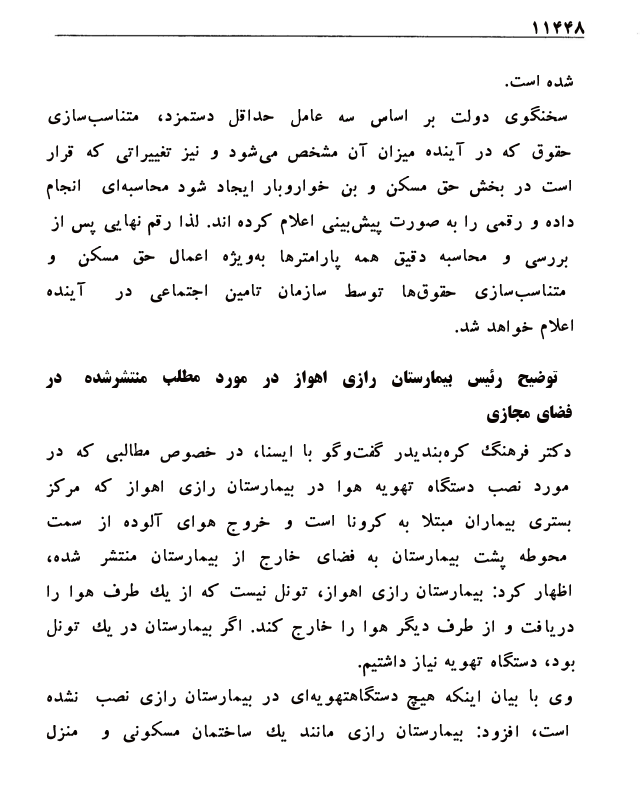 ۱۱۴۴۸
شده است.
سخنگوی دولت بر اساس سه عامل حداقل دستمزد، متناسب‌سازی
حقوق که در آینده میزان آن مشخص می‌شود و نیز تغییراتی که قرار
است در بخش حق مسکن و بن خواروبار ایجاد شود محاسبه‌ای انجام
داده و رقمی را به صورت پیش‌بینی اعلام کرده اند. لذا رقم نهایی پس از
بررسی و محاسبه دقیق همه پارامترها به‌ویژه اعمال حق مسکن و
متناسب‌سازی حقوق‌ها توسط سازمان تامین اجتماعی در آینده
اعلام خواهد شد.
توضیح رئیس بیمارستان رازی اهواز در مورد مطلب منتشرشده در
فضای مجازی
دکتر فرهنگ کره‌بندیدر گفت‌وگو با ایسنا، در خصوص مطالبی که در
مورد نصب دستگاه تهویه هوا در بیمارستان رازی اهواز که مرکز
بستری بیماران مبتلا به کرونا است و خروج هوای آلوده از سمت
محوطه پشت بیمارستان به فضای خارج از بیمارستان منتشر شده،
اظهار کرد: بیمارستان رازی اهواز، تونل نیست که از یك طرف هوا را
دریافت و از طرف دیگر هوا را خارج کند. اگر بیمارستان در یك تونل
بود، دستگاه تهویه نیاز داشتیم.
وی با بیان اینکه هیچ دستگاهتهویه‌ای در بیمارستان رازی نصب نشده
است، افزود: بیمارستان رازی مانند یك ساختمان مسکونی و منزل